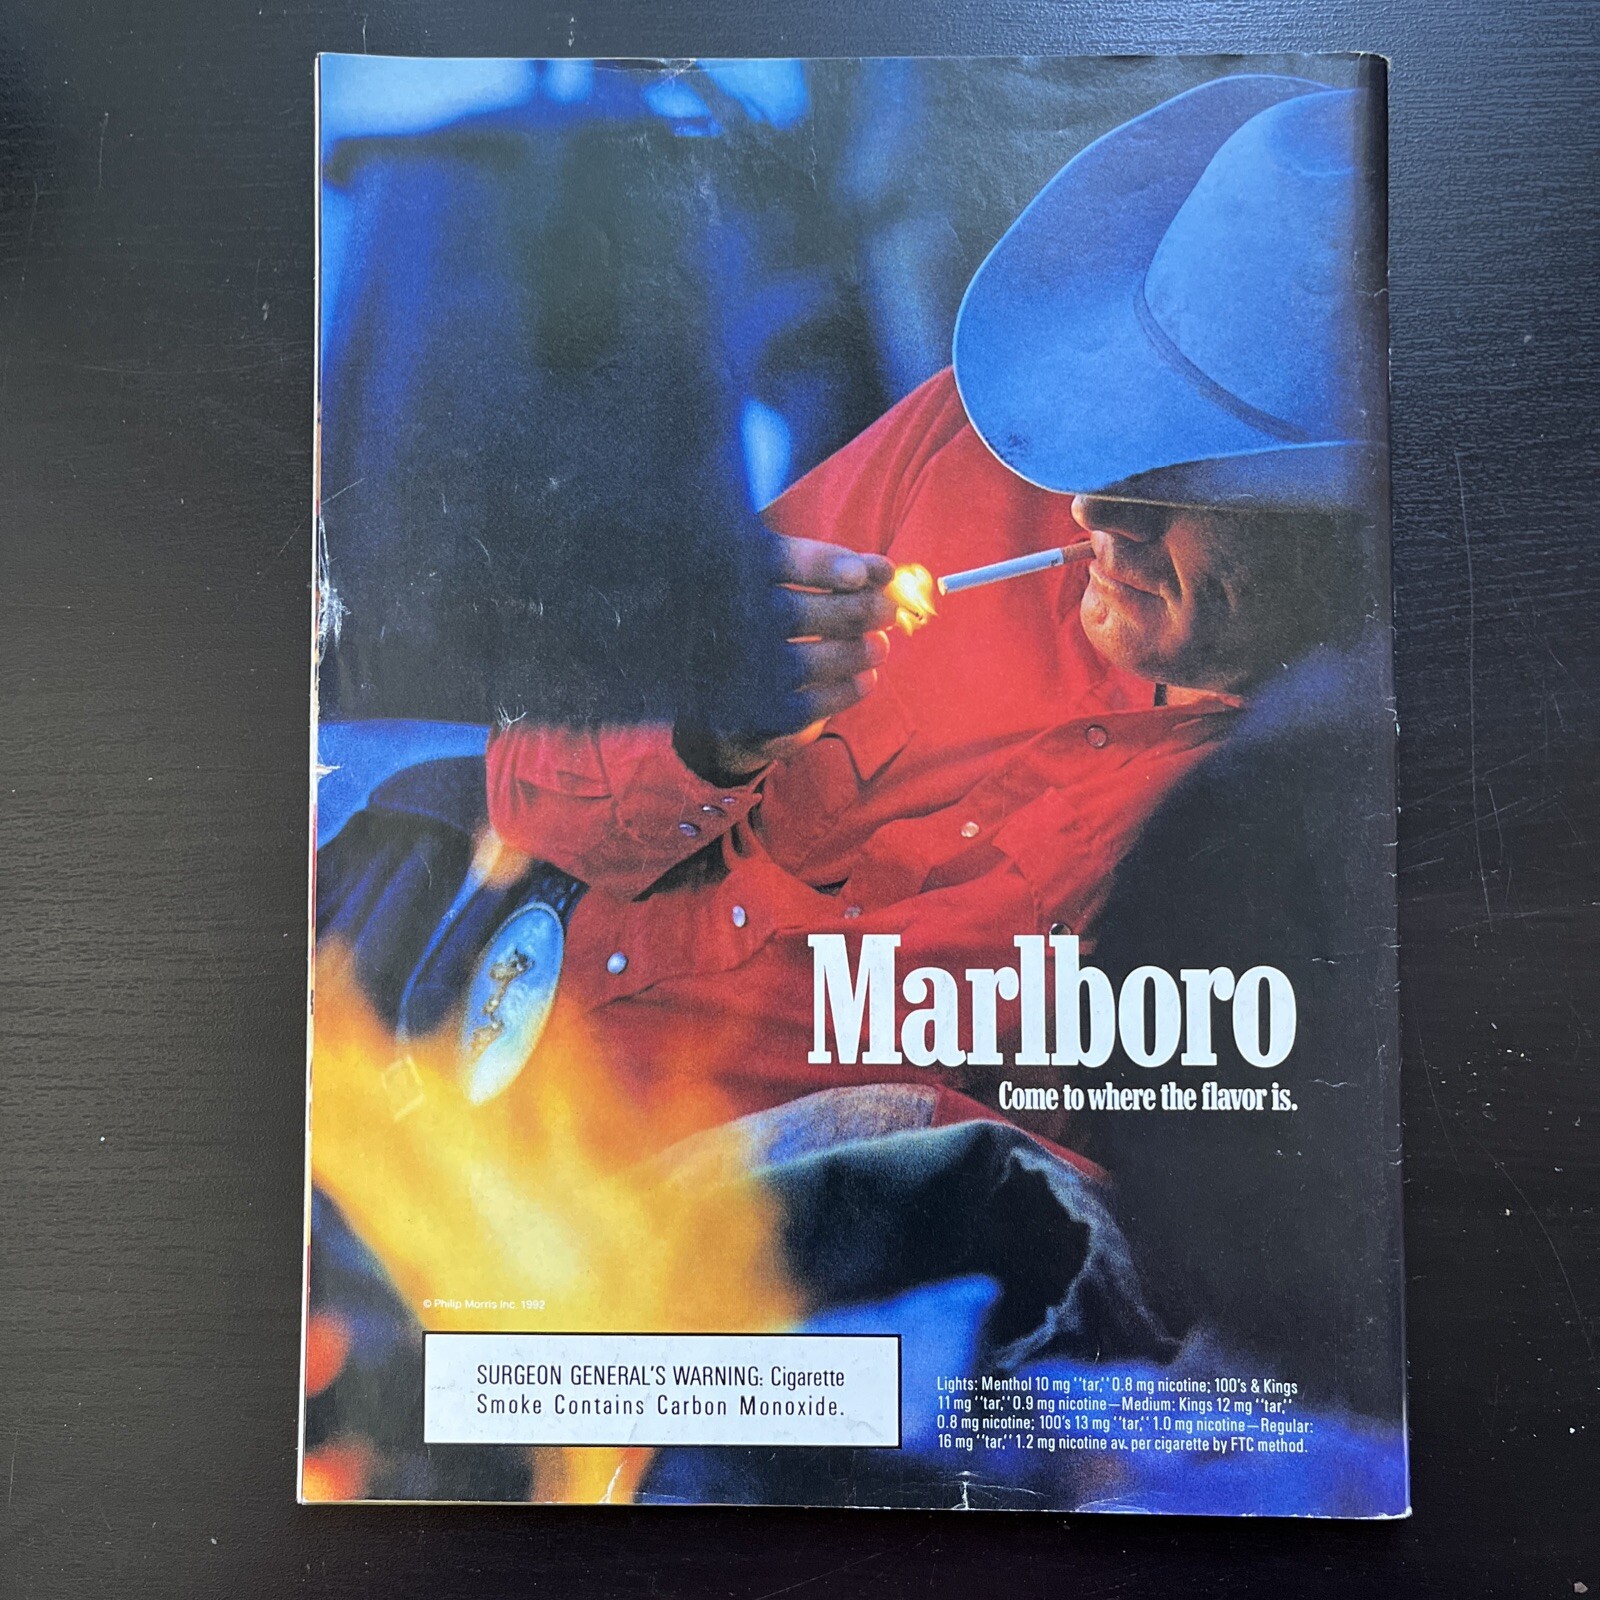 Marlboro
Come to where the flavor is.
© Philip Morris Inc. 1992
SURGEON GENERAL'S WARNING: Cigarette
Smoke Contains Carbon Monoxide.
Lights: Menthol 10 mg "tar," 0.8 mg nicotine; 100's & Kings
11 mg "tar," 0.9 mg nicotine—Medium: Kings 12 mg "tar,"
0.8 mg nicotine; 100's 13 mg "tar," 1.0 mg nicotine—Regular:
16 mg "tar," 1.2 mg nicotine av. per cigarette by FTC method.